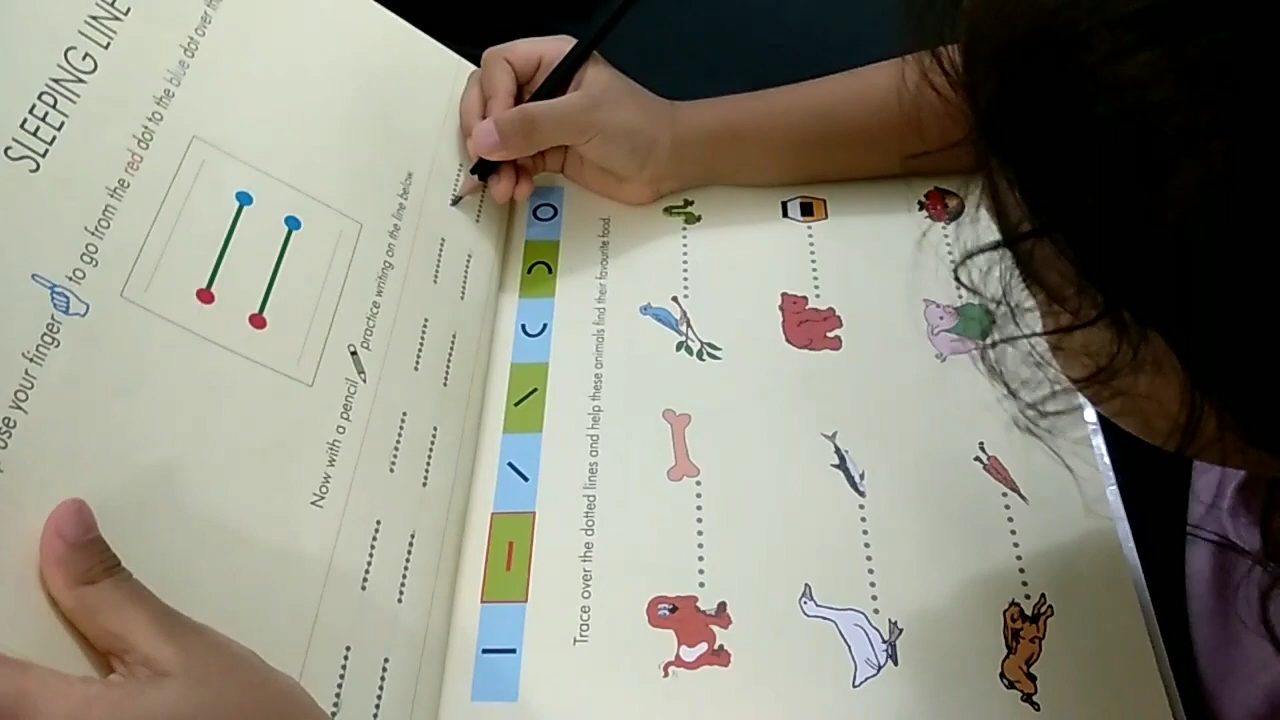 SLEEPING LINE
use your finger to go from the red dot to the blue dot over
Now with a pencil practice writing on the line below.
Trace over the dotted lines and help these animals find their favourite food.